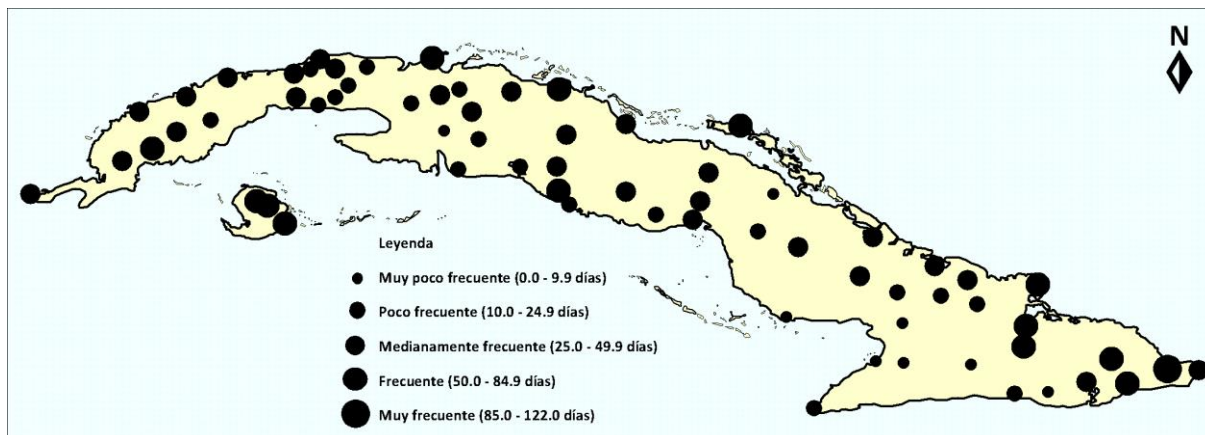 N
Leyenda
Muy poco frecuente (0.0 - 9.9 días)
Poco frecuente (10.0 - 24.9 días)
Medianamente frecuente (25.0 - 49.9 días)
Frecuente (50.0 - 84.9 días)
Muy frecuente (85.0 - 122.0 días)